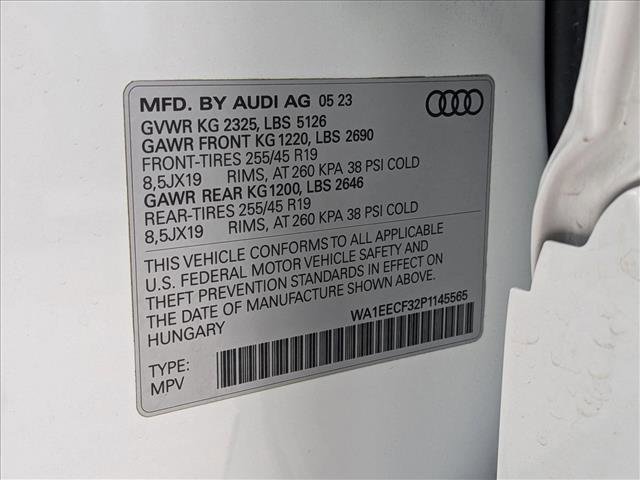 MFD. BY AUDI AG 05 23
GVWR KG 2325, LBS 5126
GAWR FRONT KG 1220, LBS 2690
FRONT-TIRES 255/45 R19
8,5JX19 RIMS, AT 260 KPA 38 PSI COLD
GAWR REAR KG 1200, LBS 2646
REAR-TIRES 255/45 R19
8,5JX19 RIMS, AT 260 KPA 38 PSI COLD
THIS VEHICLE CONFORMS TO ALL APPLICABLE
U.S. FEDERAL MOTOR VEHICLE SAFETY AND
THEFT PREVENTION STANDARDS IN EFFECT ON
THE DATE OF MANUFACTURE SHOWN ABOVE.
HUNGARY
WA1EECF32P1145565
TYPE:
MPV